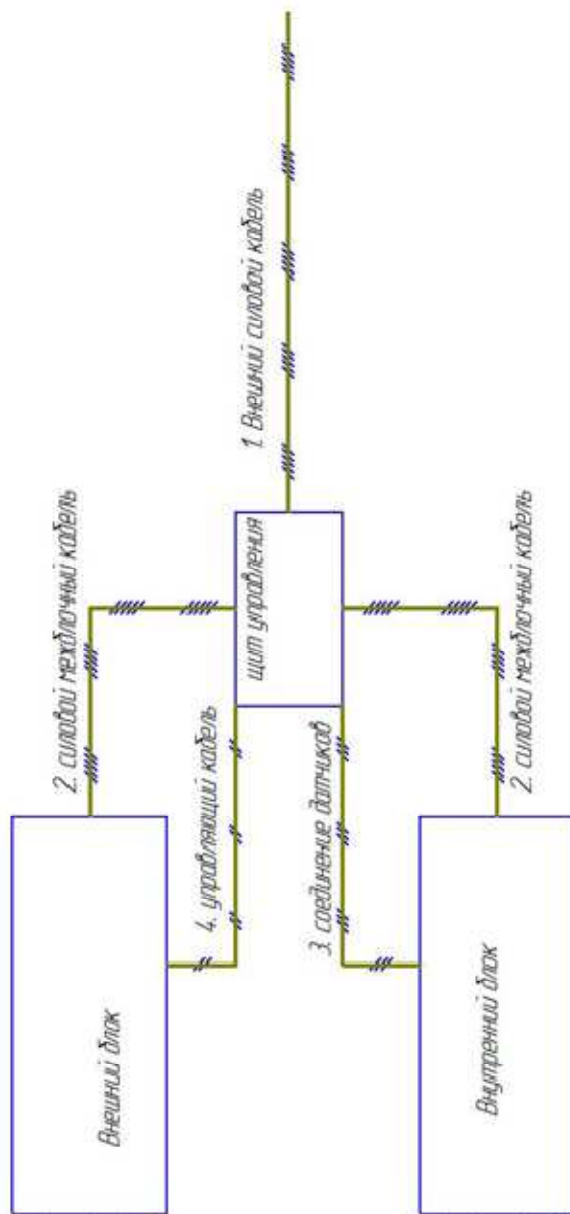 Внешний блок
2. силовой межблочный кабель
4. управляющий кабель
щит управления
1. Внешний силовой кабель
3. соединение датчиков
Внутренний блок
2. силовой межблочный кабель